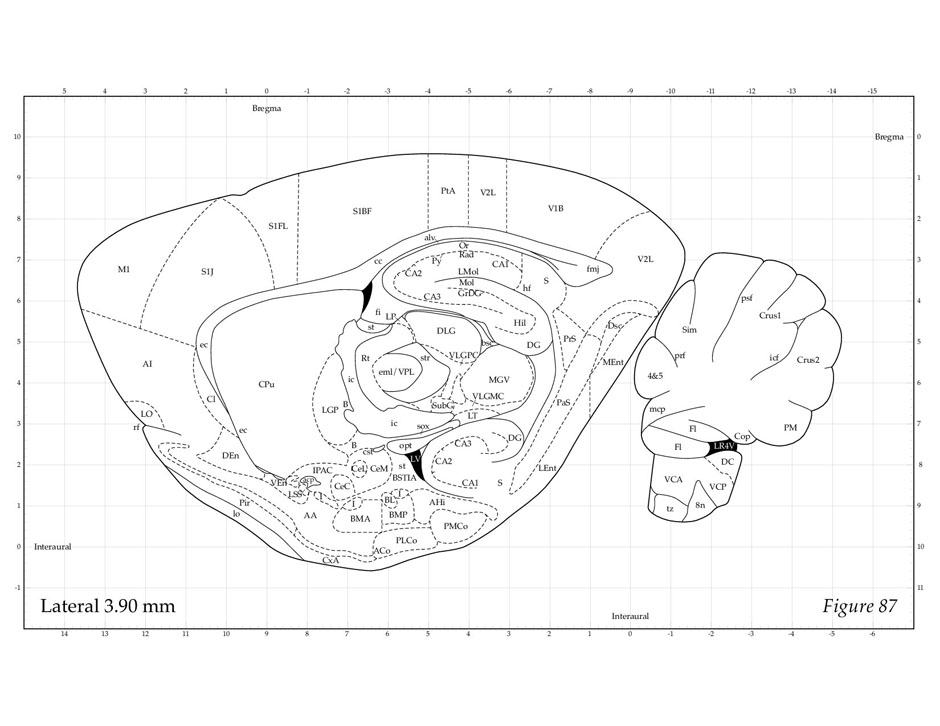 5 4 3 2 1 0 -1 -2 -3 -4 -5 -6 -7 -8 -9 -10 -11 -12 -13 -14 -15
Bregma
10 Bregma 0
9 1
PtA V2L
S1BF V1B
8 2
S1FL
alv Or
Rad
7 cc Py CA1 V2L 3
M1 S1J CA2 LMol fmj
Mol S hf
CA3 GrDG
6 psf 4
fi LP Hil Crus1
st DLG Dsc Sim
5 ec bsc DG PrS 5
Rt str VLGPC prf icf Crus2
AI MEnt
eml/VPL
4 CPu ic MGV 4&5 6
CI VLGMC
LGP B SubG PaS mcp
LO LT
3 rf ec ic sox Fl PM 7
DG Cop
B opt CA3 Fl LR4V
DEn cst
2 LV CA2 LEnt DC 8
IPAC CeL CeM st
BSTIA VCA
VEn CeC CA1 S VCP
LSS I I
1 Pir I BL AHi 8n 9
lo AA BMA BMP tz
PMCo
PLCo
0 Interaural ACo 10
CxA
-1 11
Lateral 3.90 mm Figure 87
Interaural
14 13 12 11 10 9 8 7 6 5 4 3 2 1 0 -1 -2 -3 -4 -5 -6